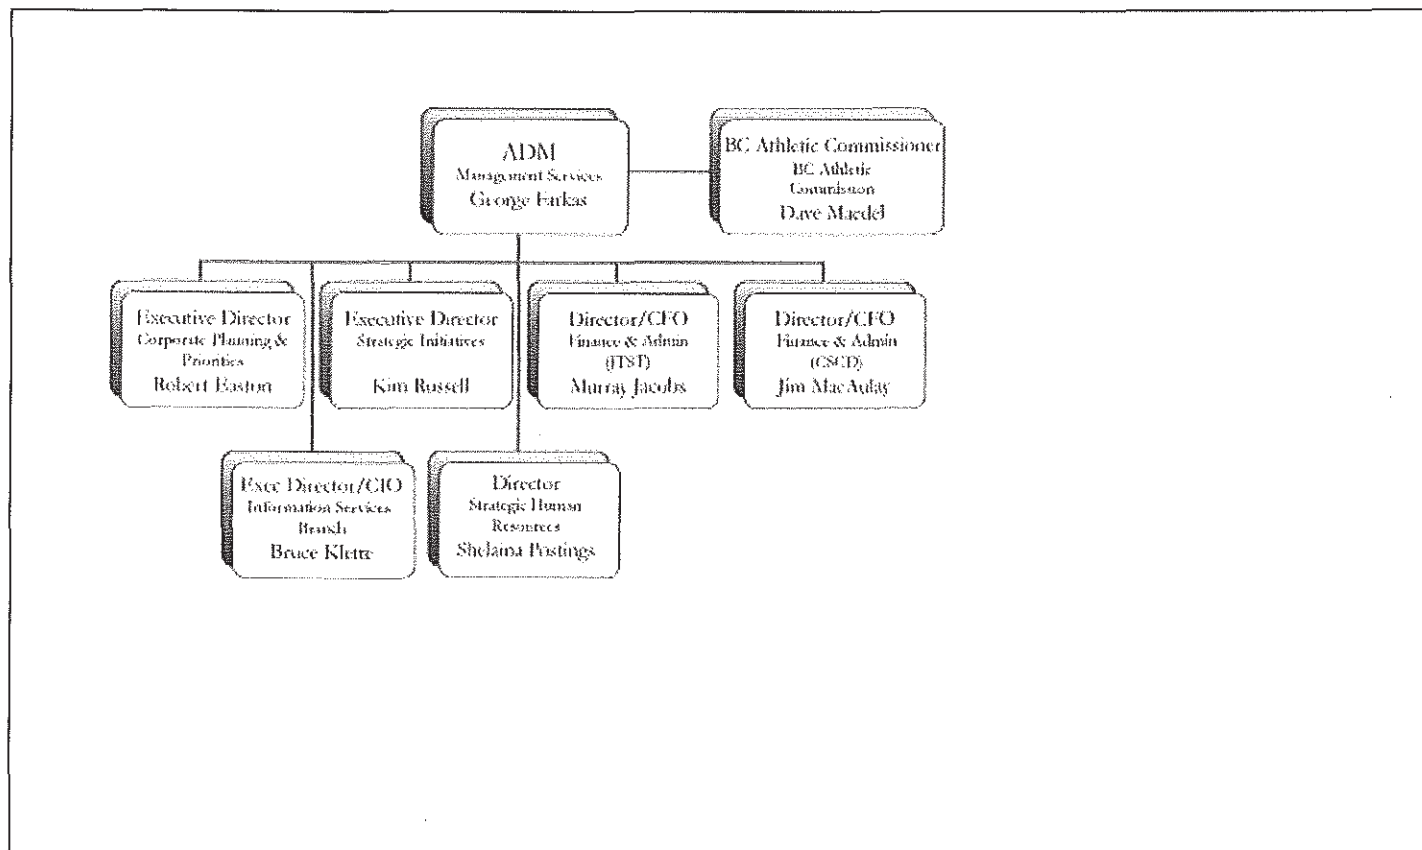 ADM
Management Services
George Farkas
BC Athletic Commissioner
BC Athletic
Commission
Dave Maedel
Executive Director
Corporate Planning &
Priorities
Robert Easton
Executive Director
Strategic Initiatives
Kim Russell
Director/CFO
Finance & Admin
(JTST)
Murray Jacobs
Director/CFO
Finance & Admin
(CSCD)
Jim MacAulay
Exec Director/CIO
Information Services
Branch
Bruce Klette
Director
Strategic Human
Resources
Shelaina Postings